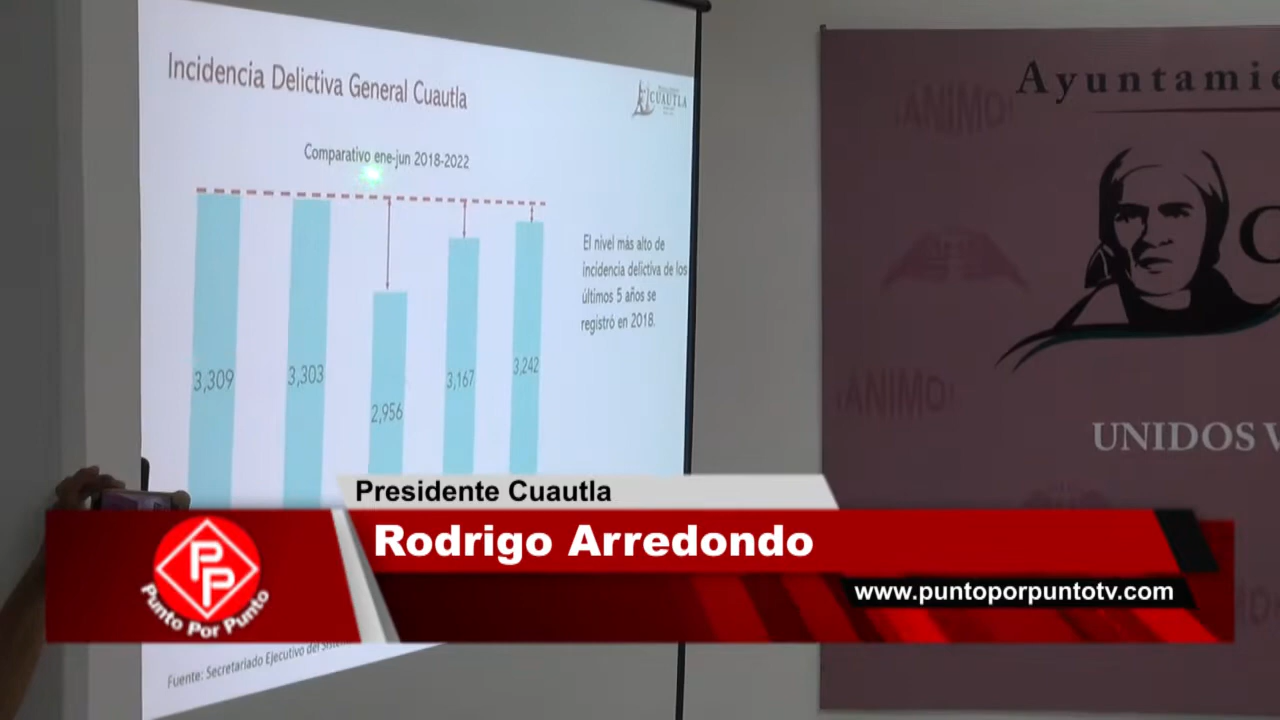 Incidencia Delictiva General Cuautla
CUAUTLA
Comparativo ene-jun 2018-2022
3,309
3,303
2,956
3,167
3,242
El nivel más alto de
incidencia delictiva de los
últimos 5 años se
registró en 2018.
Fuente: Secretariado Ejecutivo del
¡ÁNIMO!
Ayuntamie
C
¡ÁNIMO!
UNIDOS V
Presidente Cuautla
Rodrigo Arredondo
www.puntoporpuntotv.com
PP
Punto Por Punto